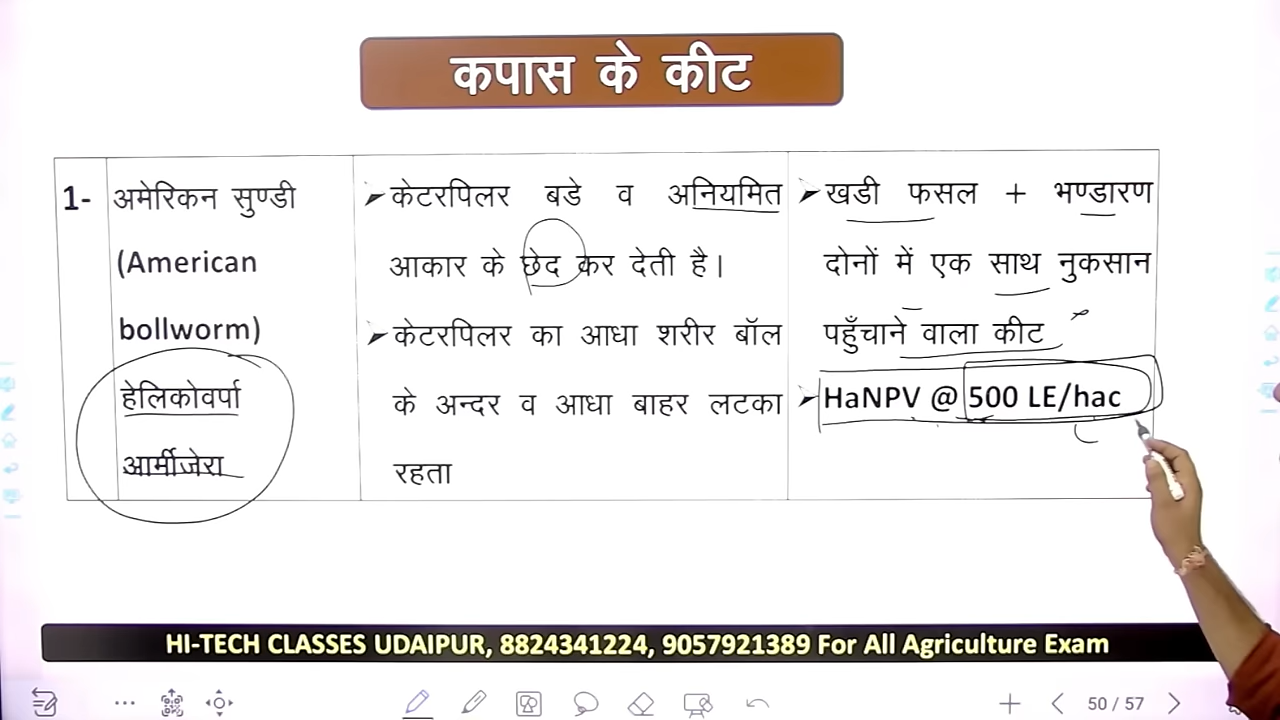 कपास के कीट
1-
अमेरिकन सुण्डी
(American
bollworm)
हेलिकोवर्पा
आर्मीजेरा
➤ केटरपिलर बडे व अनियमित
आकार के छेद कर देती है।
➤ केटरपिलर का आधा शरीर बॉल
के अन्दर व आधा बाहर लटका
रहता
➤ खडी फसल + भण्डारण
दोनों में एक साथ नुकसान
पहुँचाने वाला कीट
➤ HaNPV @ 500 LE/hac
HI-TECH CLASSES UDAIPUR, 8824341224, 9057921389 For All Agriculture Exam
50 / 57